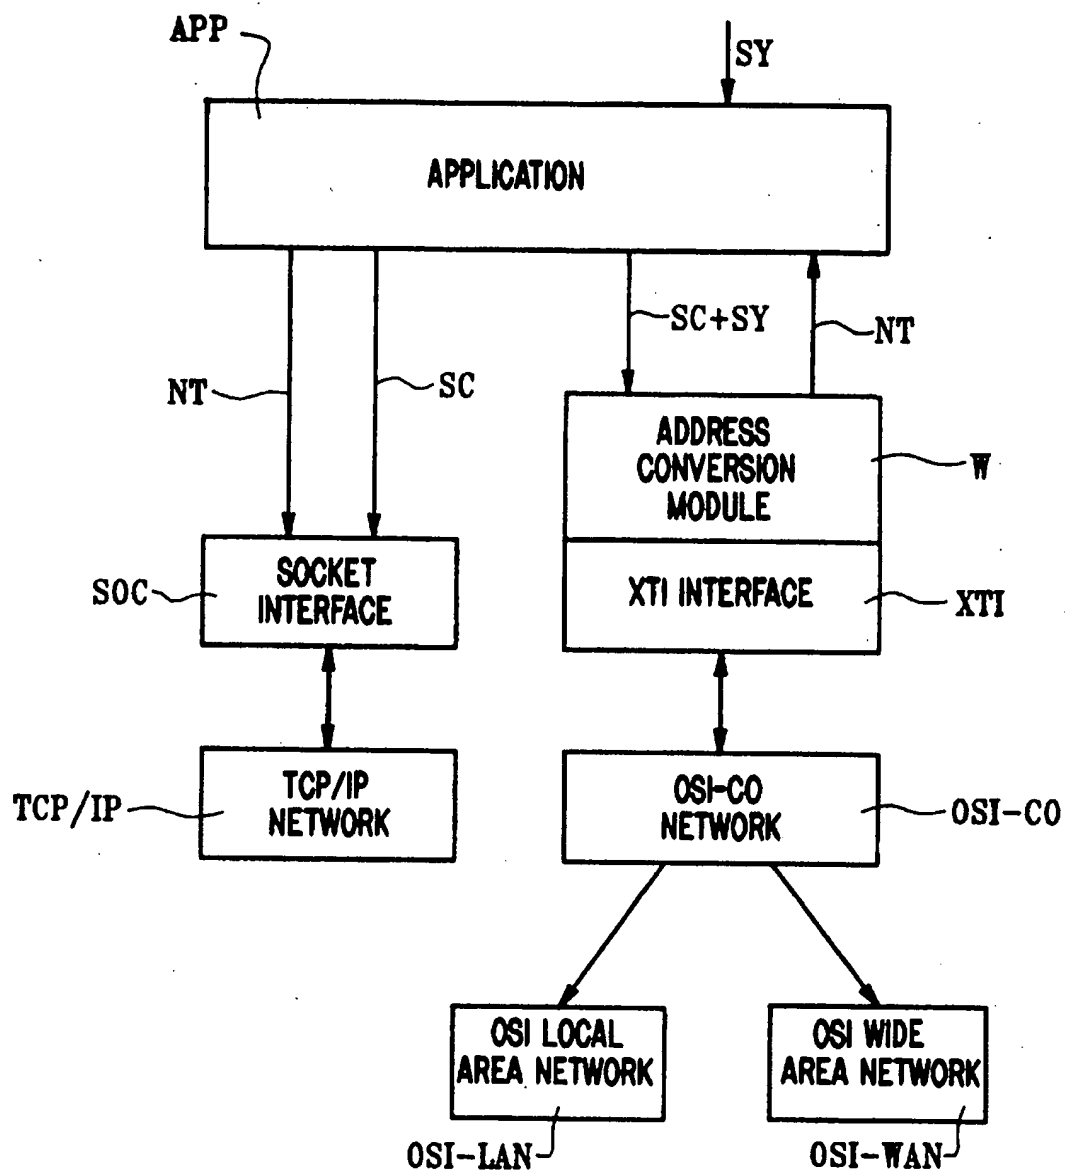 APP
SY
APPLICATION
SC+SY
NT
NT
SC
ADDRESS
CONVERSION
MODULE
W
SOC
SOCKET
INTERFACE
XTI INTERFACE
XTI
TCP/IP
TCP/IP
NETWORK
OSI-CO
NETWORK
OSI-CO
OSI LOCAL
AREA NETWORK
OSI WIDE
AREA NETWORK
OSI-LAN
OSI-WAN